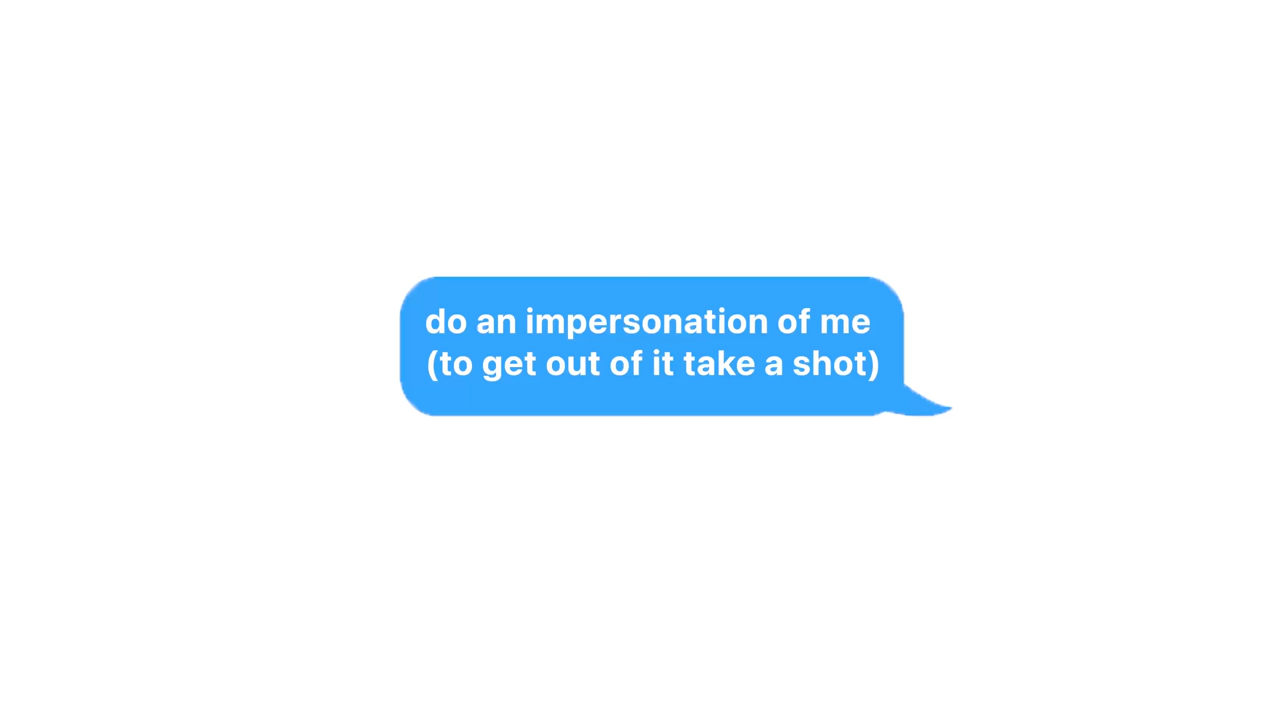 do an impersonation of me
(to get out of it take a shot)